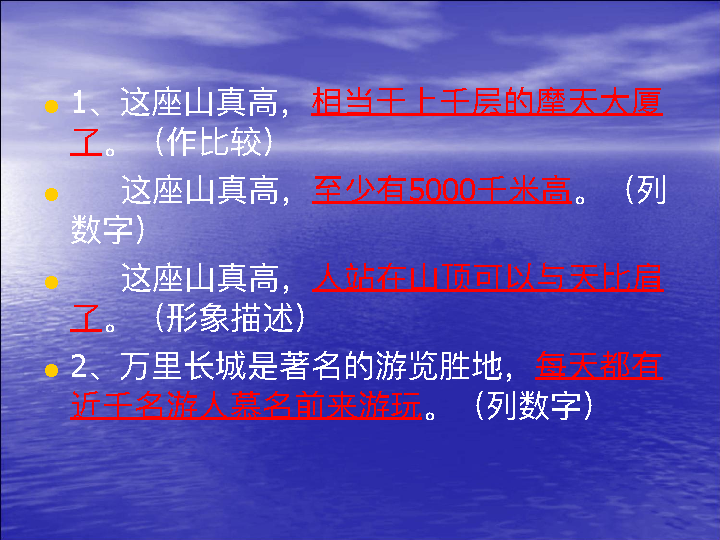 1、这座山真高，相当于上千层的摩天大厦
了。（作比较）
这座山真高，至少有5000千米高。（列
数字）
这座山真高，人站在山顶可以与天比肩
了。（形象描述）
2、万里长城是著名的游览胜地，每天都有
近千名游人慕名前来游玩。（列数字）